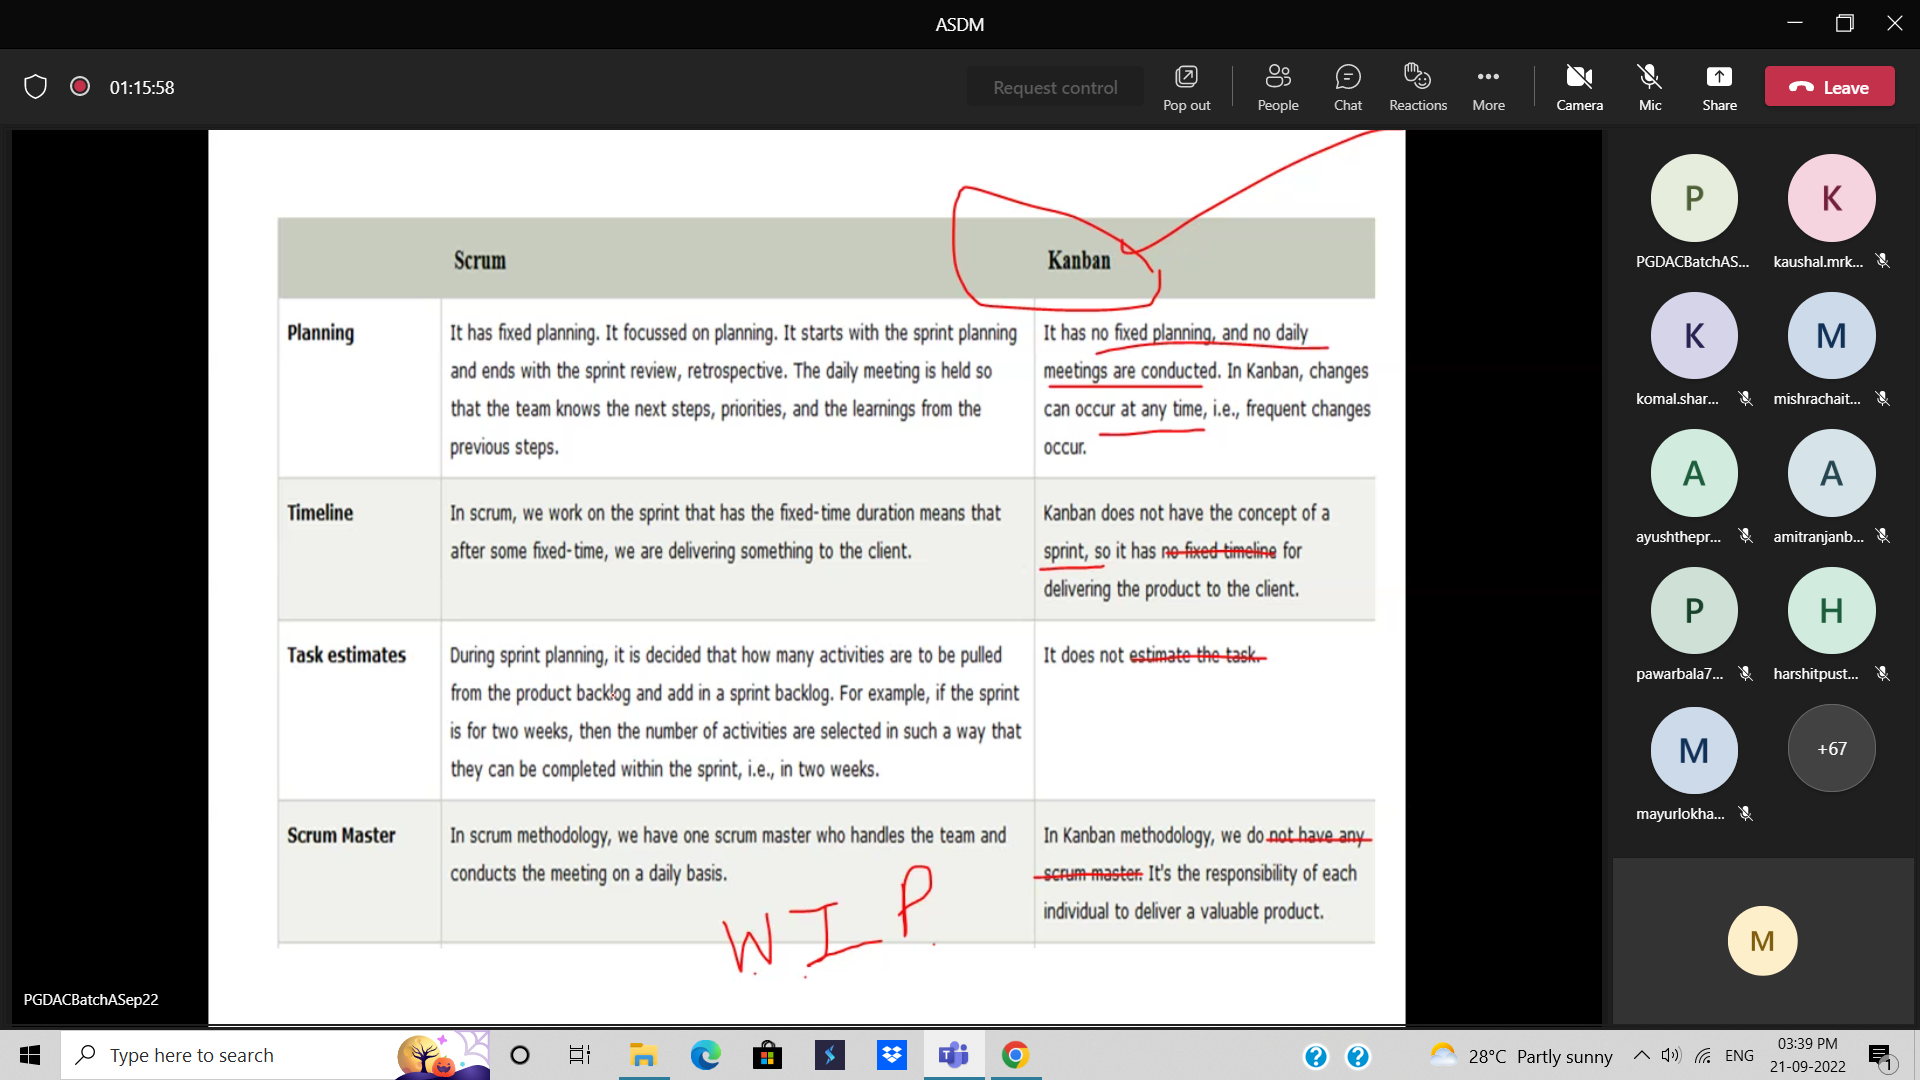 ASDM
01:15:58
Request control
Pop out
People
Chat
Reactions
More
Camera
Mic
Share
Leave
Scrum
Kanban
Planning
It has fixed planning. It focussed on planning. It starts with the sprint planning
and ends with the sprint review, retrospective. The daily meeting is held so
that the team knows the next steps, priorities, and the learnings from the
previous steps.
It has no fixed planning, and no daily
meetings are conducted. In Kanban, changes
can occur at any time, i.e., frequent changes
occur.
Timeline
In scrum, we work on the sprint that has the fixed-time duration means that
after some fixed-time, we are delivering something to the client.
Kanban does not have the concept of a
sprint, so it has no fixed timeline for
delivering the product to the client.
Task estimates
During sprint planning, it is decided that how many activities are to be pulled
from the product backlog and add in a sprint backlog. For example, if the sprint
is for two weeks, then the number of activities are selected in such a way that
they can be completed within the sprint, i.e., in two weeks.
It does not estimate the task.
Scrum Master
In scrum methodology, we have one scrum master who handles the team and
conducts the meeting on a daily basis.
In Kanban methodology, we do not have any
scrum master. It's the responsibility of each
individual to deliver a valuable product.
W I P
PGDACBatchASep22
P
K
PGDACBatchAS...
kaushal.mrk...
K
M
komal.shar...
mishrachait...
A
A
ayushthepr...
amitranjanb...
P
H
pawarbala7...
harshitpust...
M
+67
mayurlokha...
M
Type here to search
28°C Partly sunny
ENG
03:39 PM
21-09-2022
1